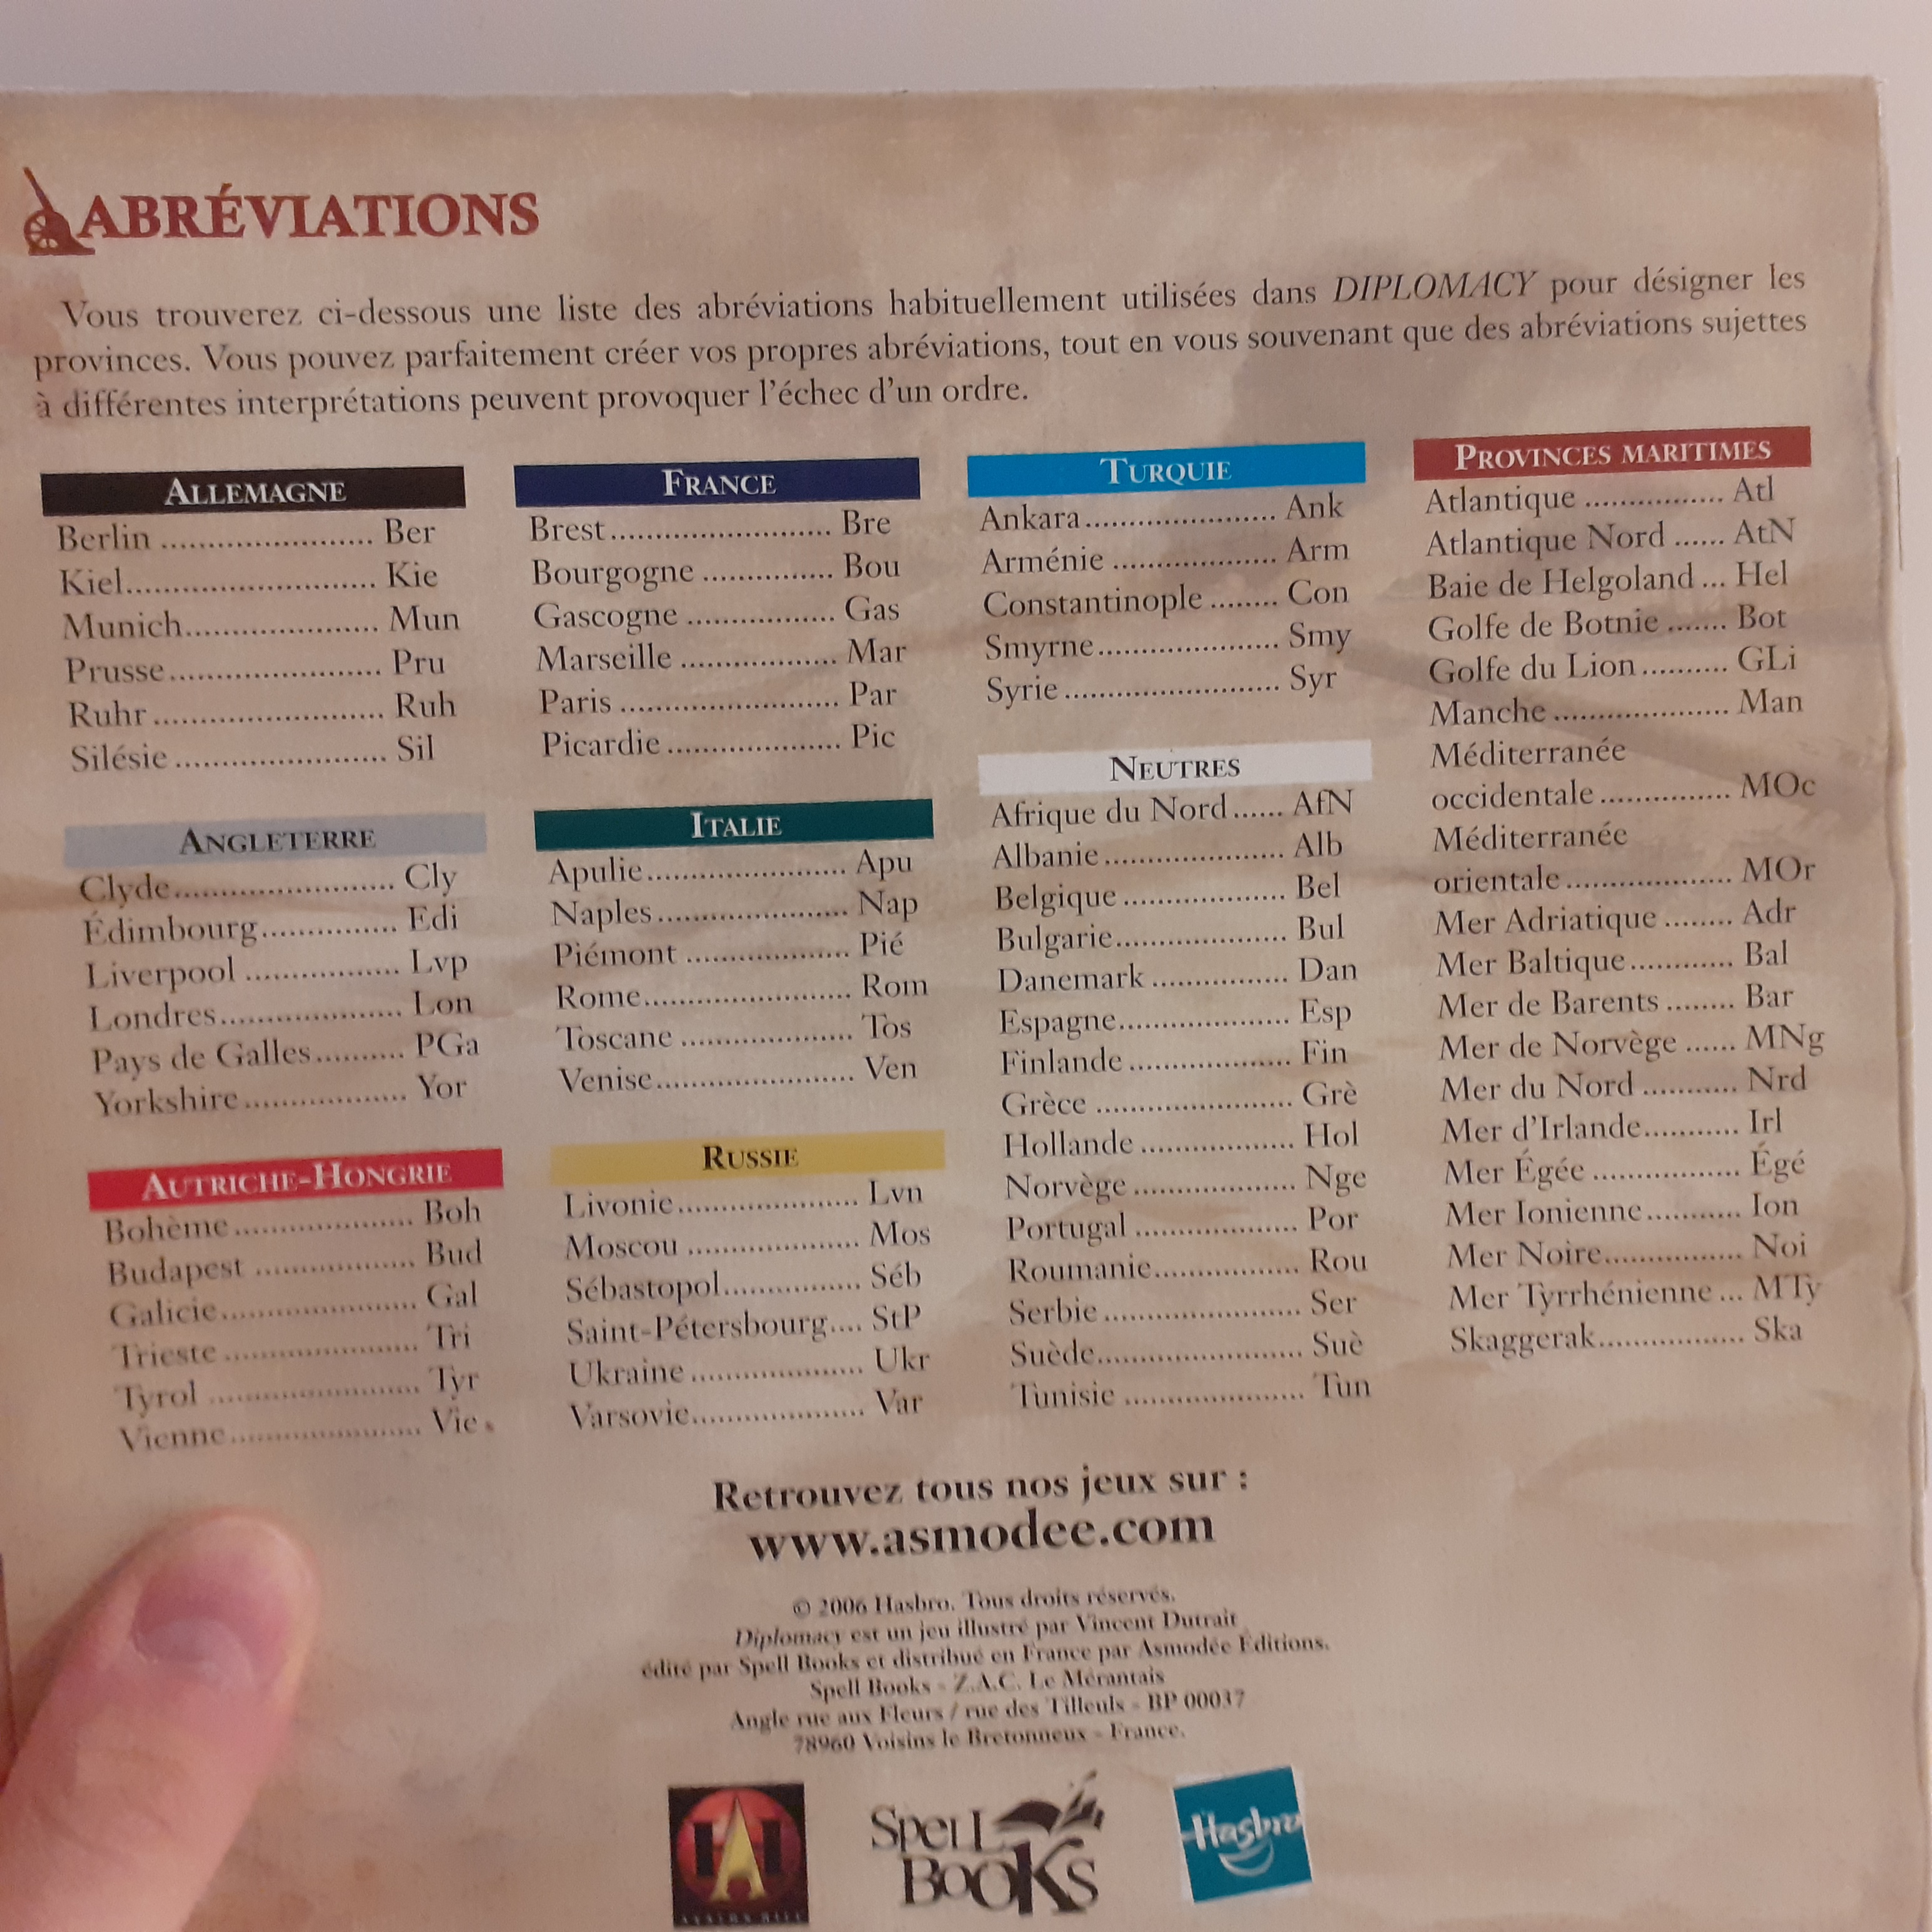 ABRÉVIATIONS
Vous trouverez ci-dessous une liste des abréviations habituellement utilisées dans DIPLOMACY pour désigner les
provinces. Vous pouvez parfaitement créer vos propres abréviations, tout en vous souvenant que des abréviations sujettes
à différentes interprétations peuvent provoquer l'échec d'un ordre.
ALLEMAGNE
Berlin ....................... Ber
Kiel........................... Kie
Munich..................... Mun
Prusse....................... Pru
Ruhr ......................... Ruh
Silésie ....................... Sil
ANGLETERRE
Clyde........................ Cly
Édimbourg............... Edi
Liverpool ................. Lvp
Londres.................... Lon
Pays de Galles.......... PGa
Yorkshire.................. Yor
AUTRICHE-HONGRIE
Bohème .................... Boh
Budapest .................. Bud
Galicie...................... Gal
Trieste ..................... Tri
Tyrol ....................... Tyr
Vienne..................... Vie
FRANCE
Brest ........................ Bre
Bourgogne ............... Bou
Gascogne ................. Gas
Marseille .................. Mar
Paris ........................ Par
Picardie ................... Pic
ITALIE
Apulie...................... Apu
Naples..................... Nap
Piémont .................. Pié
Rome....................... Rom
Toscane ................... Tos
Venise...................... Ven
RUSSIE
Livonie.................... Lvn
Moscou ................... Mos
Sébastopol............... Séb
Saint-Pétersbourg.... StP
Ukraine ................... Ukr
Varsovie................... Var
TURQUIE
Ankara..................... Ank
Arménie .................. Arm
Constantinople ........ Con
Smyrne.................... Smy
Syrie ........................ Syr
NEUTRES
Afrique du Nord...... AfN
Albanie.................... Alb
Belgique .................. Bel
Bulgarie................... Bul
Danemark ............... Dan
Espagne................... Esp
Finlande .................. Fin
Grèce ...................... Grè
Hollande ................. Hol
Norvège .................. Nge
Portugal .................. Por
Roumanie................ Rou
Serbie ...................... Ser
Suède....................... Suè
Tunisie .................... Tun
PROVINCES MARITIMES
Atlantique ................ Atl
Atlantique Nord ...... AtN
Baie de Helgoland ... Hel
Golfe de Botnie ....... Bot
Golfe du Lion .......... GLi
Manche .................... Man
Méditerranée
occidentale ............... MOc
Méditerranée
orientale ................... MOr
Mer Adriatique ........ Adr
Mer Baltique............ Bal
Mer de Barents ........ Bar
Mer de Norvège ...... MNg
Mer du Nord ........... Nrd
Mer d'Irlande........... Irl
Mer Égée ................. Égé
Mer Ionienne........... Ion
Mer Noire................ Noi
Mer Tyrrhénienne ... MTy
Skaggerak................. Ska
Retrouvez tous nos jeux sur :
www.asmodee.com
© 2006 Hasbro. Tous droits réservés.
Diplomacy est un jeu illustré par Vincent Dutrait
édité par Spell Books et distribué en France par Asmodée Éditions.
Spell Books - Z.A.C. Le Mérantais
Angle rue aux Fleurs / rue des Tilleuls - BP 00037
78960 Voisins le Bretonneux - France.
AVALON HILL
SPELL BOOKS
Hasbro